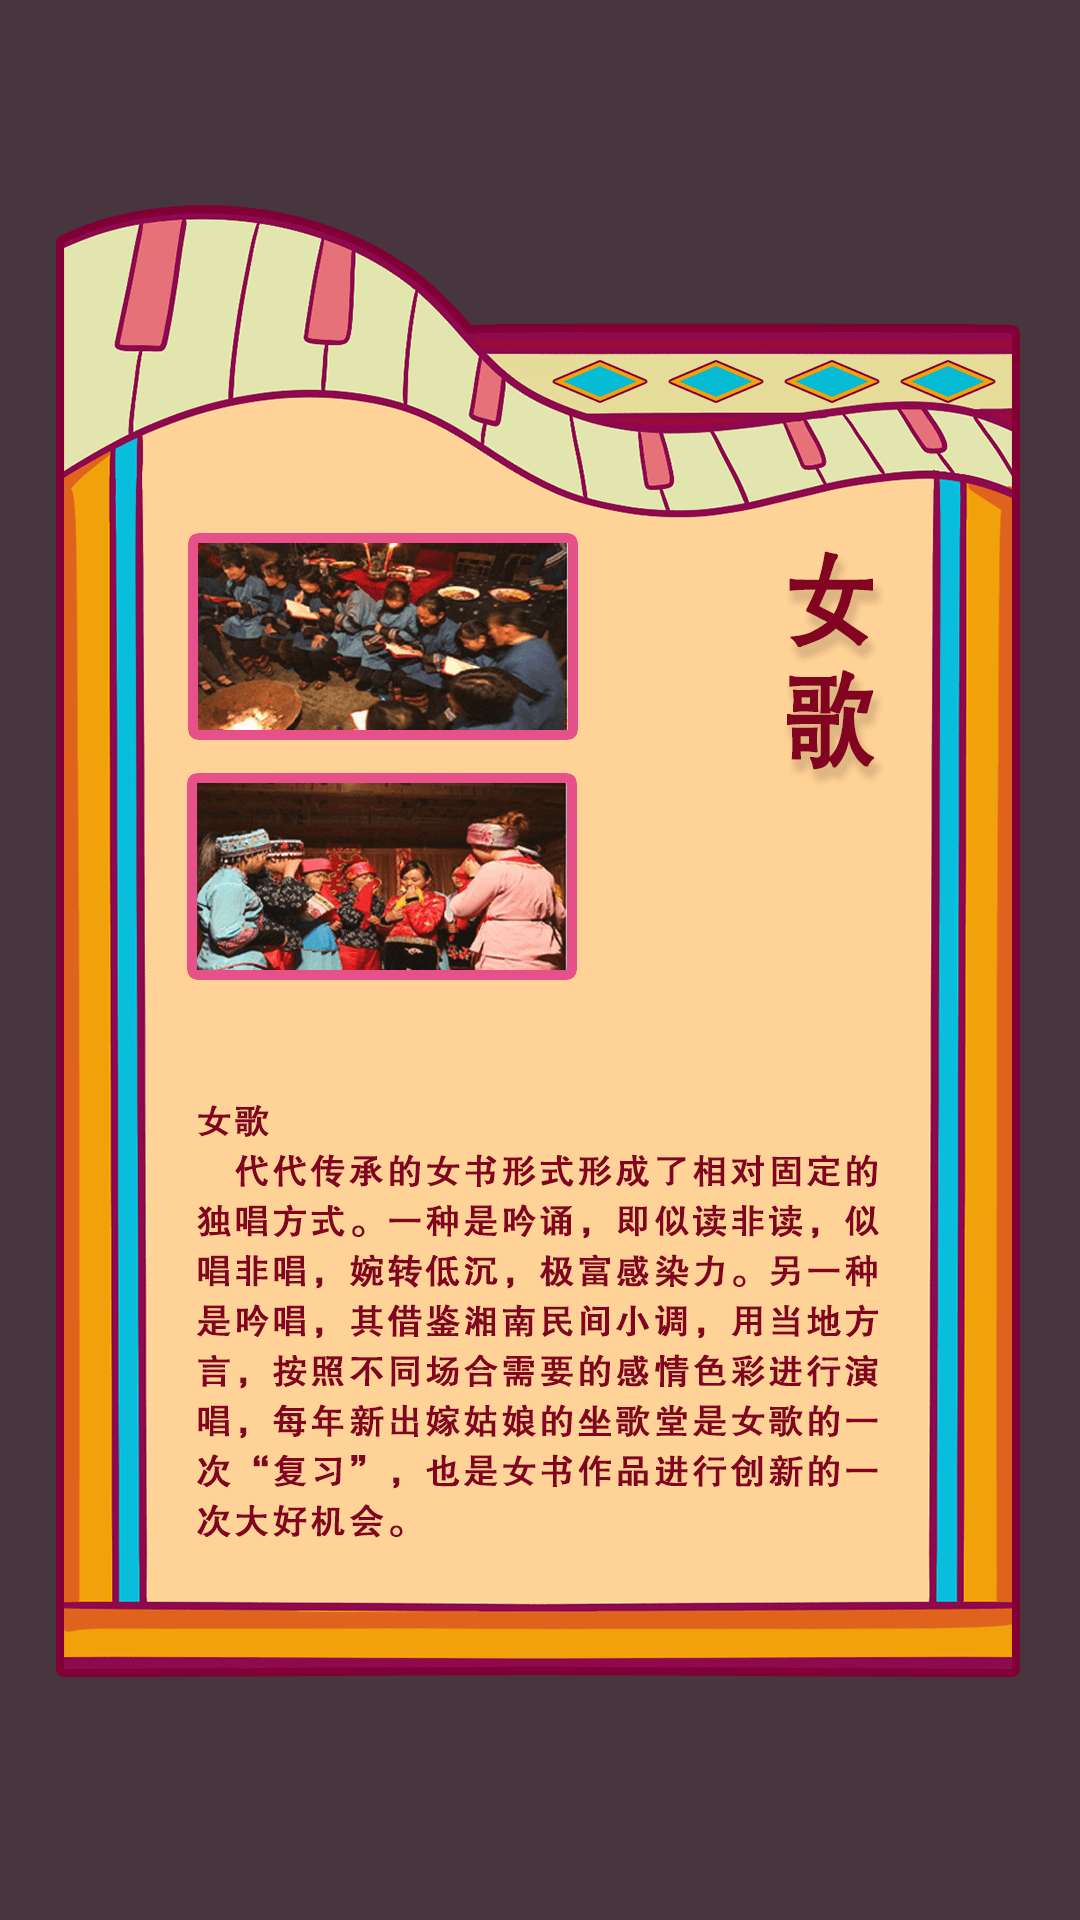 女歌
女歌
代代传承的女书形式形成了相对固定的
独唱方式。一种是吟诵，即似读非读，似
唱非唱，婉转低沉，极富感染力。另一种
是吟唱，其借鉴湘南民间小调，用当地方
言，按照不同场合需要的感情色彩进行演
唱，每年新出嫁姑娘的坐歌堂是女歌的一
次“复习”，也是女书作品进行创新的一
次大好机会。